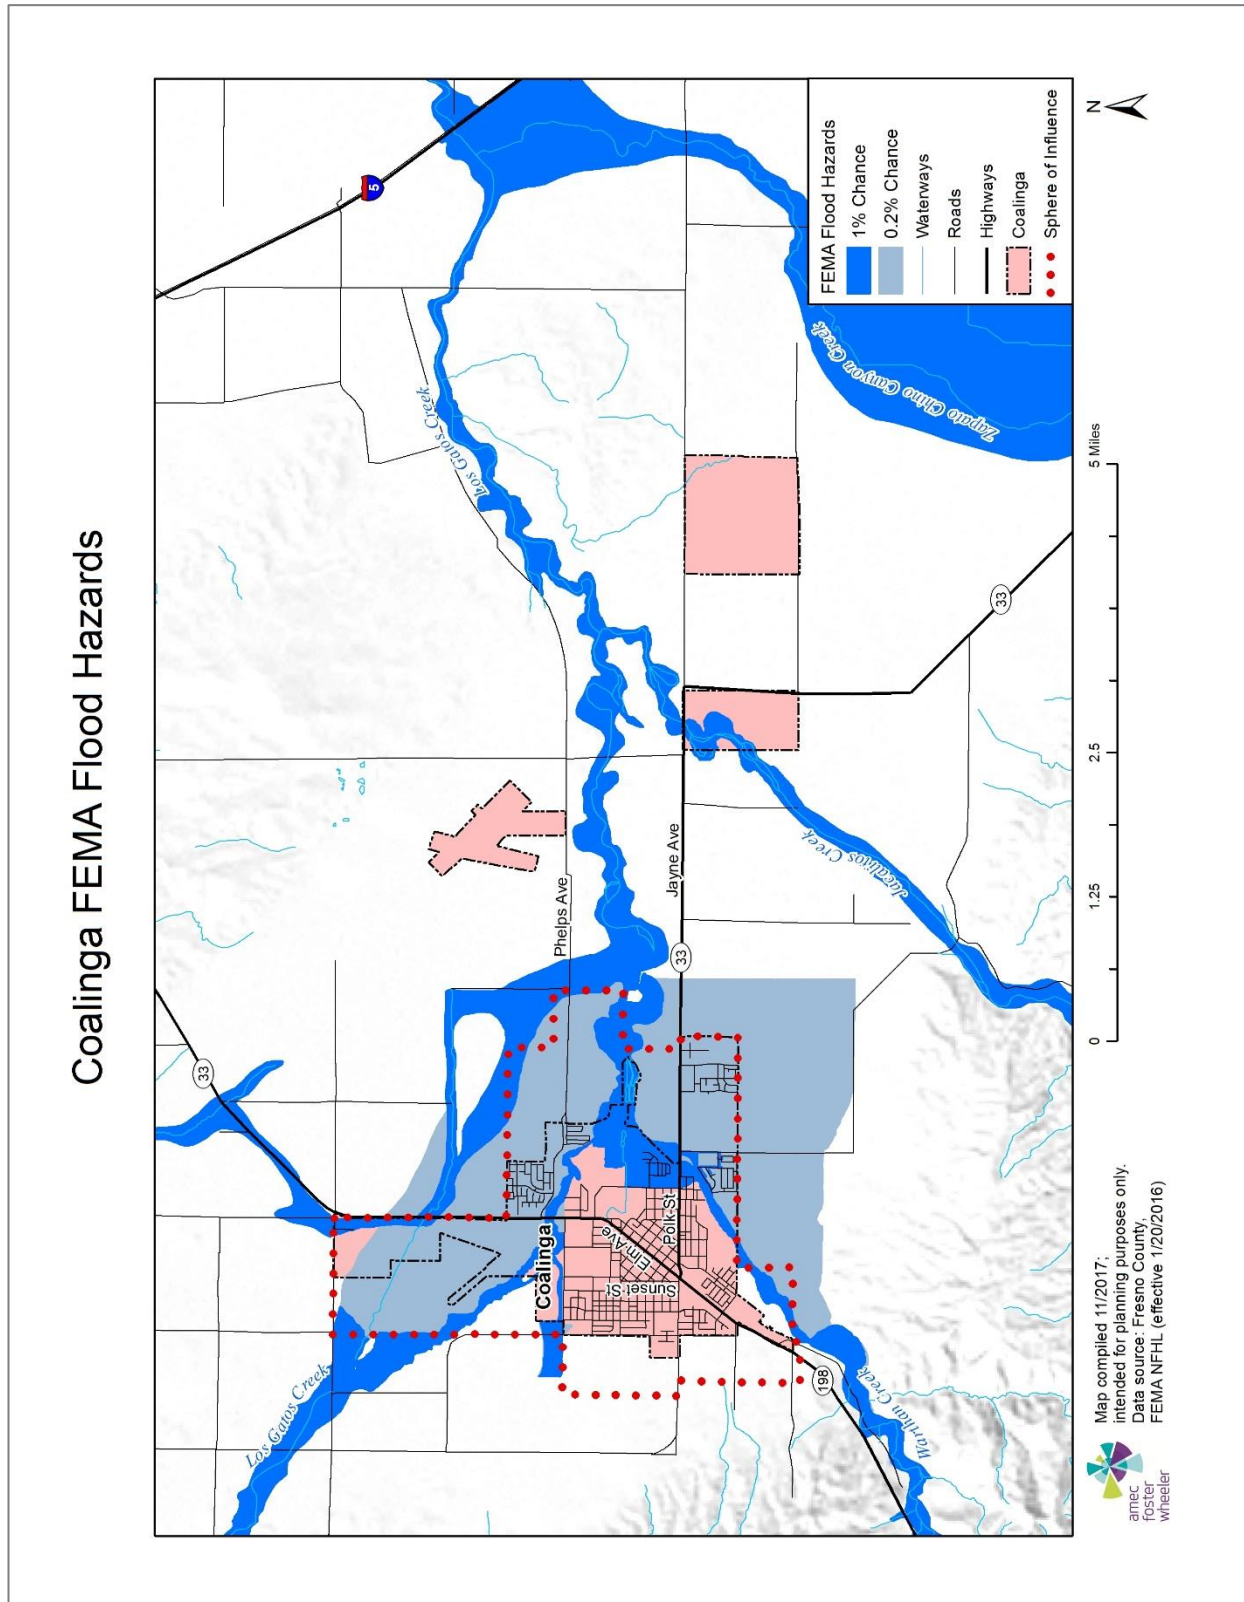 Coalinga FEMA Flood Hazards
5
33
Los Gatos Creek
Los Gatos Creek
Phelps Ave
Coalinga
Elm Ave
Sunset St
Polk St
Jayne Ave
33
33
198
Warthan Creek
Jacalitos Creek
Zapato Chino Canyon Creek
FEMA Flood Hazards
1% Chance
0.2% Chance
Waterways
Roads
Highways
Coalinga
Sphere of Influence
N
0
1.25
2.5
5 Miles
amec
foster
wheeler
Map compiled 11/2017;
intended for planning purposes only.
Data source: Fresno County,
FEMA NFHL (effective 1/20/2016)